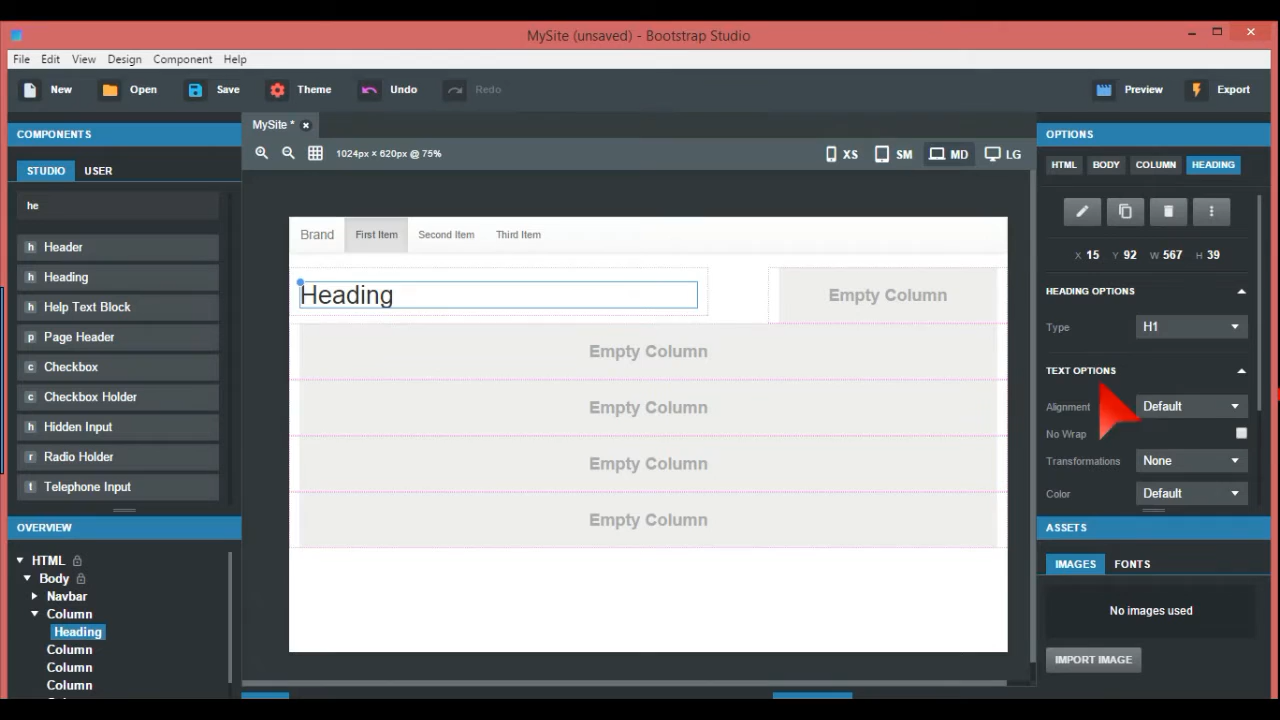 MySite (unsaved) - Bootstrap Studio
File Edit View Design Component Help
New Open Save Theme Undo Redo Preview Export
COMPONENTS
STUDIO USER
he
h Header
h Heading
h Help Text Block
p Page Header
c Checkbox
c Checkbox Holder
h Hidden Input
r Radio Holder
t Telephone Input
OVERVIEW
HTML
Body
Navbar
Column
Heading
Column
Column
Column
MySite *
1024px × 620px @ 75%
XS SM MD LG
Brand First Item Second Item Third Item
Heading
Empty Column
Empty Column
Empty Column
Empty Column
Empty Column
OPTIONS
HTML BODY COLUMN HEADING
X 15 Y 92 W 567 H 39
HEADING OPTIONS
Type H1
TEXT OPTIONS
Alignment Default
No Wrap
Transformations None
Color Default
ASSETS
IMAGES FONTS
No images used
IMPORT IMAGE